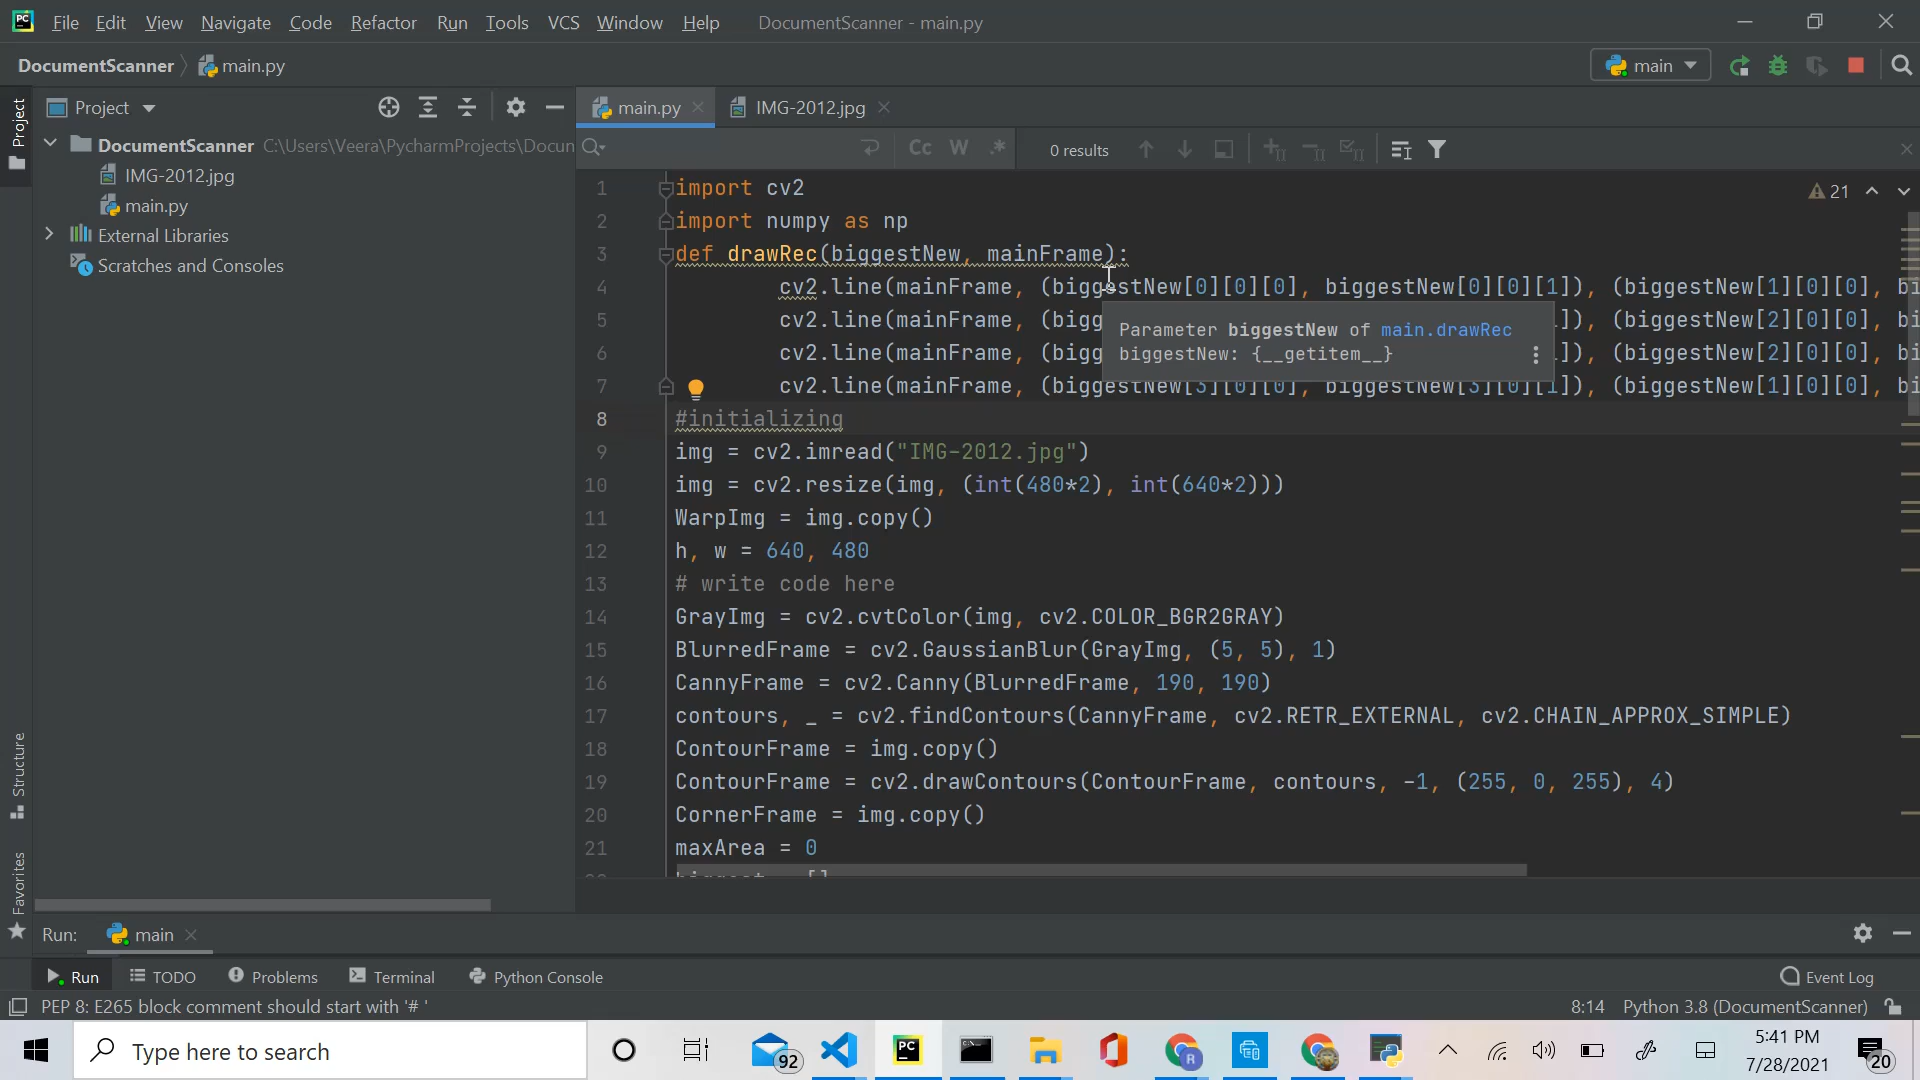 PC File Edit View Navigate Code Refactor Run Tools VCS Window Help DocumentScanner - main.py
DocumentScanner main.py main
Project
Project main.py IMG-2012.jpg
DocumentScanner C:\Users\Veera\PycharmProjects\Docun
IMG-2012.jpg
main.py
External Libraries
Scratches and Consoles
Cc W .* 0 results
21
1 import cv2
2 import numpy as np
3 def drawRec(biggestNew, mainFrame):
4 cv2.line(mainFrame, (biggestNew[0][0][0], biggestNew[0][0][1]), (biggestNew[1][0][0], bi
5 cv2.line(mainFrame, (bigg ]), (biggestNew[2][0][0], bi
6 cv2.line(mainFrame, (bigg ]), (biggestNew[2][0][0], bi
7 cv2.line(mainFrame, (biggestNew[3][0][0], biggestNew[3][0][1]), (biggestNew[1][0][0], bi
Parameter biggestNew of main.drawRec
biggestNew: {__getitem__}
8 #initializing
9 img = cv2.imread("IMG-2012.jpg")
10 img = cv2.resize(img, (int(480*2), int(640*2)))
11 WarpImg = img.copy()
12 h, w = 640, 480
13 # write code here
14 GrayImg = cv2.cvtColor(img, cv2.COLOR_BGR2GRAY)
15 BlurredFrame = cv2.GaussianBlur(GrayImg, (5, 5), 1)
16 CannyFrame = cv2.Canny(BlurredFrame, 190, 190)
17 contours, _ = cv2.findContours(CannyFrame, cv2.RETR_EXTERNAL, cv2.CHAIN_APPROX_SIMPLE)
18 ContourFrame = img.copy()
19 ContourFrame = cv2.drawContours(ContourFrame, contours, -1, (255, 0, 255), 4)
20 CornerFrame = img.copy()
21 maxArea = 0
Structure
Favorites
Run: main
Run TODO Problems Terminal Python Console Event Log
PEP 8: E265 block comment should start with '# ' 8:14 Python 3.8 (DocumentScanner)
Type here to search
92
PC
R
5:41 PM
7/28/2021
20